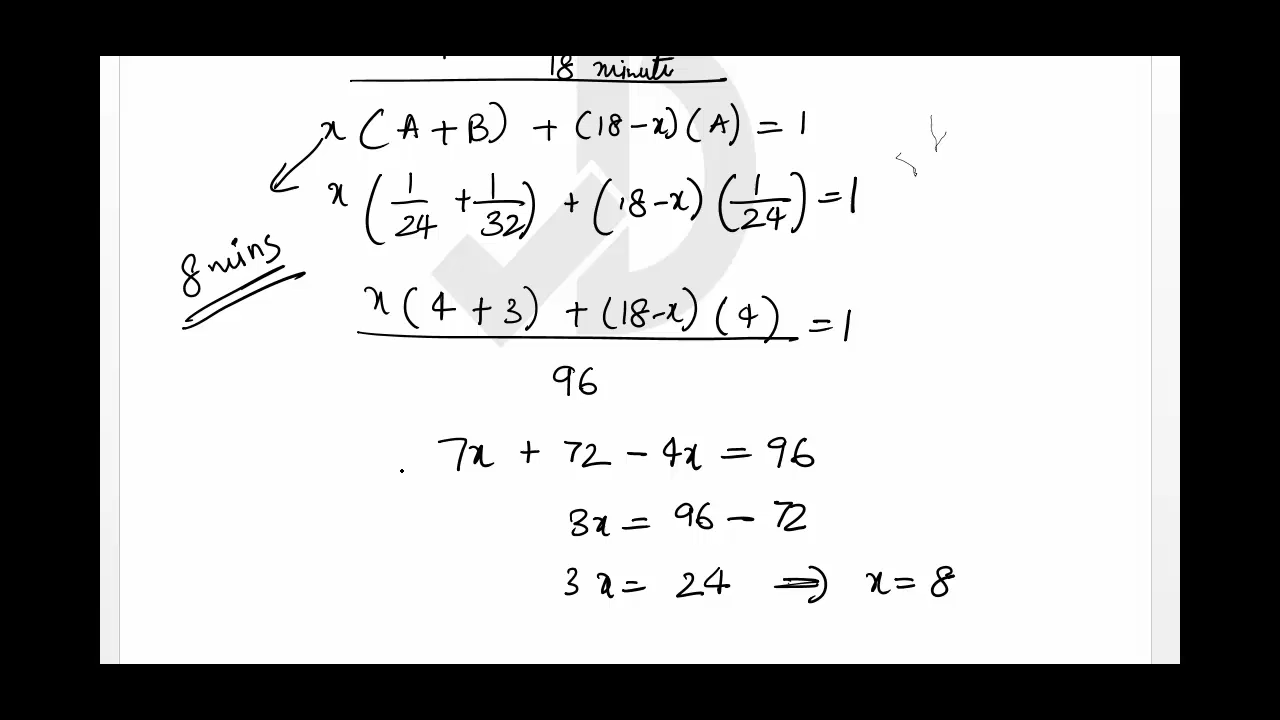 18 minute
x (A + B) + (18 - x) (A) = 1
x (1/24 + 1/32) + (18 - x) (1/24) = 1
8 mins
x (4 + 3) + (18 - x) (4) = 1
96
7x + 72 - 4x = 96
3x = 96 - 72
3x = 24 ⇒ x = 8